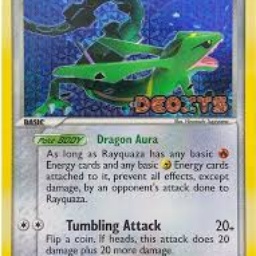 DEOXYS
BASIC
Poké-BODY Dragon Aura
As long as Rayquaza has any basic
Energy cards and any basic Energy cards
attached to it, prevent all effects, except
damage, by an opponent's attack done to
Rayquaza.
Tumbling Attack 20+
Flip a coin. If heads, this attack does 20
damage plus 20 more damage.